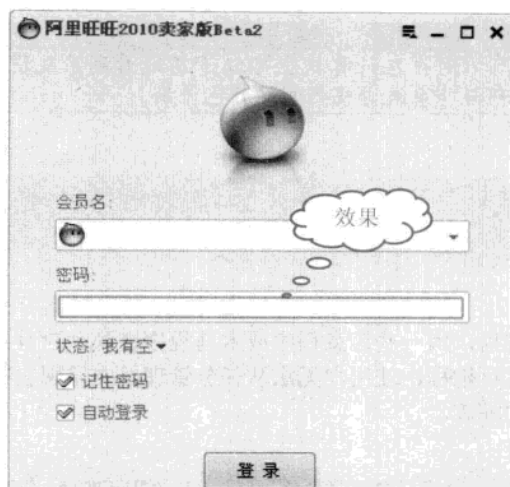 阿里旺旺2010卖家版Beta2
会员名:
效果
密码:
状态: 我有空
记住密码
自动登录
登 录